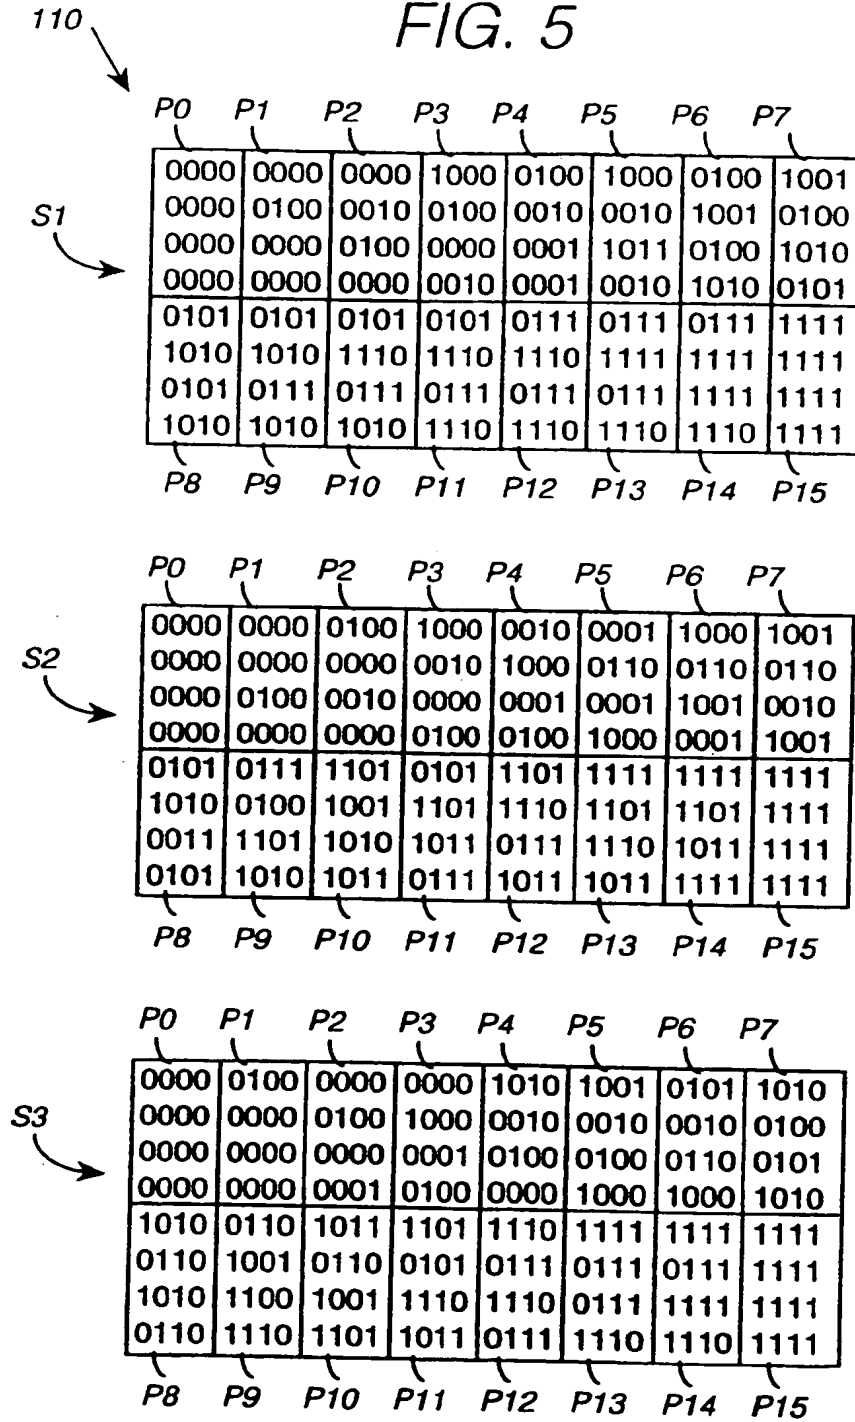 FIG. 5
110
P0 P1 P2 P3 P4 P5 P6 P7
0000 0000 0000 1000 0100 1000 0100 1001
0000 0100 0010 0100 0010 0010 1001 0100
S1
0000 0000 0100 0000 0001 1011 0100 1010
0000 0000 0000 0010 0001 0010 1010 0101
0101 0101 0101 0101 0111 0111 0111 1111
1010 1010 1110 1110 1110 1111 1111 1111
0101 0111 0111 0111 0111 0111 1111 1111
1010 1010 1010 1110 1110 1110 1110 1111
P8 P9 P10 P11 P12 P13 P14 P15
P0 P1 P2 P3 P4 P5 P6 P7
0000 0000 0100 1000 0010 0001 1000 1001
S2
0000 0000 0000 0010 1000 0110 0110 0110
0000 0100 0010 0000 0001 0001 1001 0010
0000 0000 0000 0100 0100 1000 0001 1001
0101 0111 1101 0101 1101 1111 1111 1111
1010 0100 1001 1101 1110 1101 1101 1111
0011 1101 1010 1011 0111 1110 1011 1111
0101 1010 1011 0111 1011 1011 1111 1111
P8 P9 P10 P11 P12 P13 P14 P15
P0 P1 P2 P3 P4 P5 P6 P7
0000 0100 0000 0000 1010 1001 0101 1010
S3
0000 0000 0100 1000 0010 0010 0010 0100
0000 0000 0000 0001 0100 0100 0110 0101
0000 0000 0001 0100 0000 1000 1000 1010
1010 0110 1011 1101 1110 1111 1111 1111
0110 1001 0110 0101 0111 0111 0111 1111
1010 1100 1001 1110 1110 0111 1111 1111
0110 1110 1101 1011 0111 1110 1110 1111
P8 P9 P10 P11 P12 P13 P14 P15